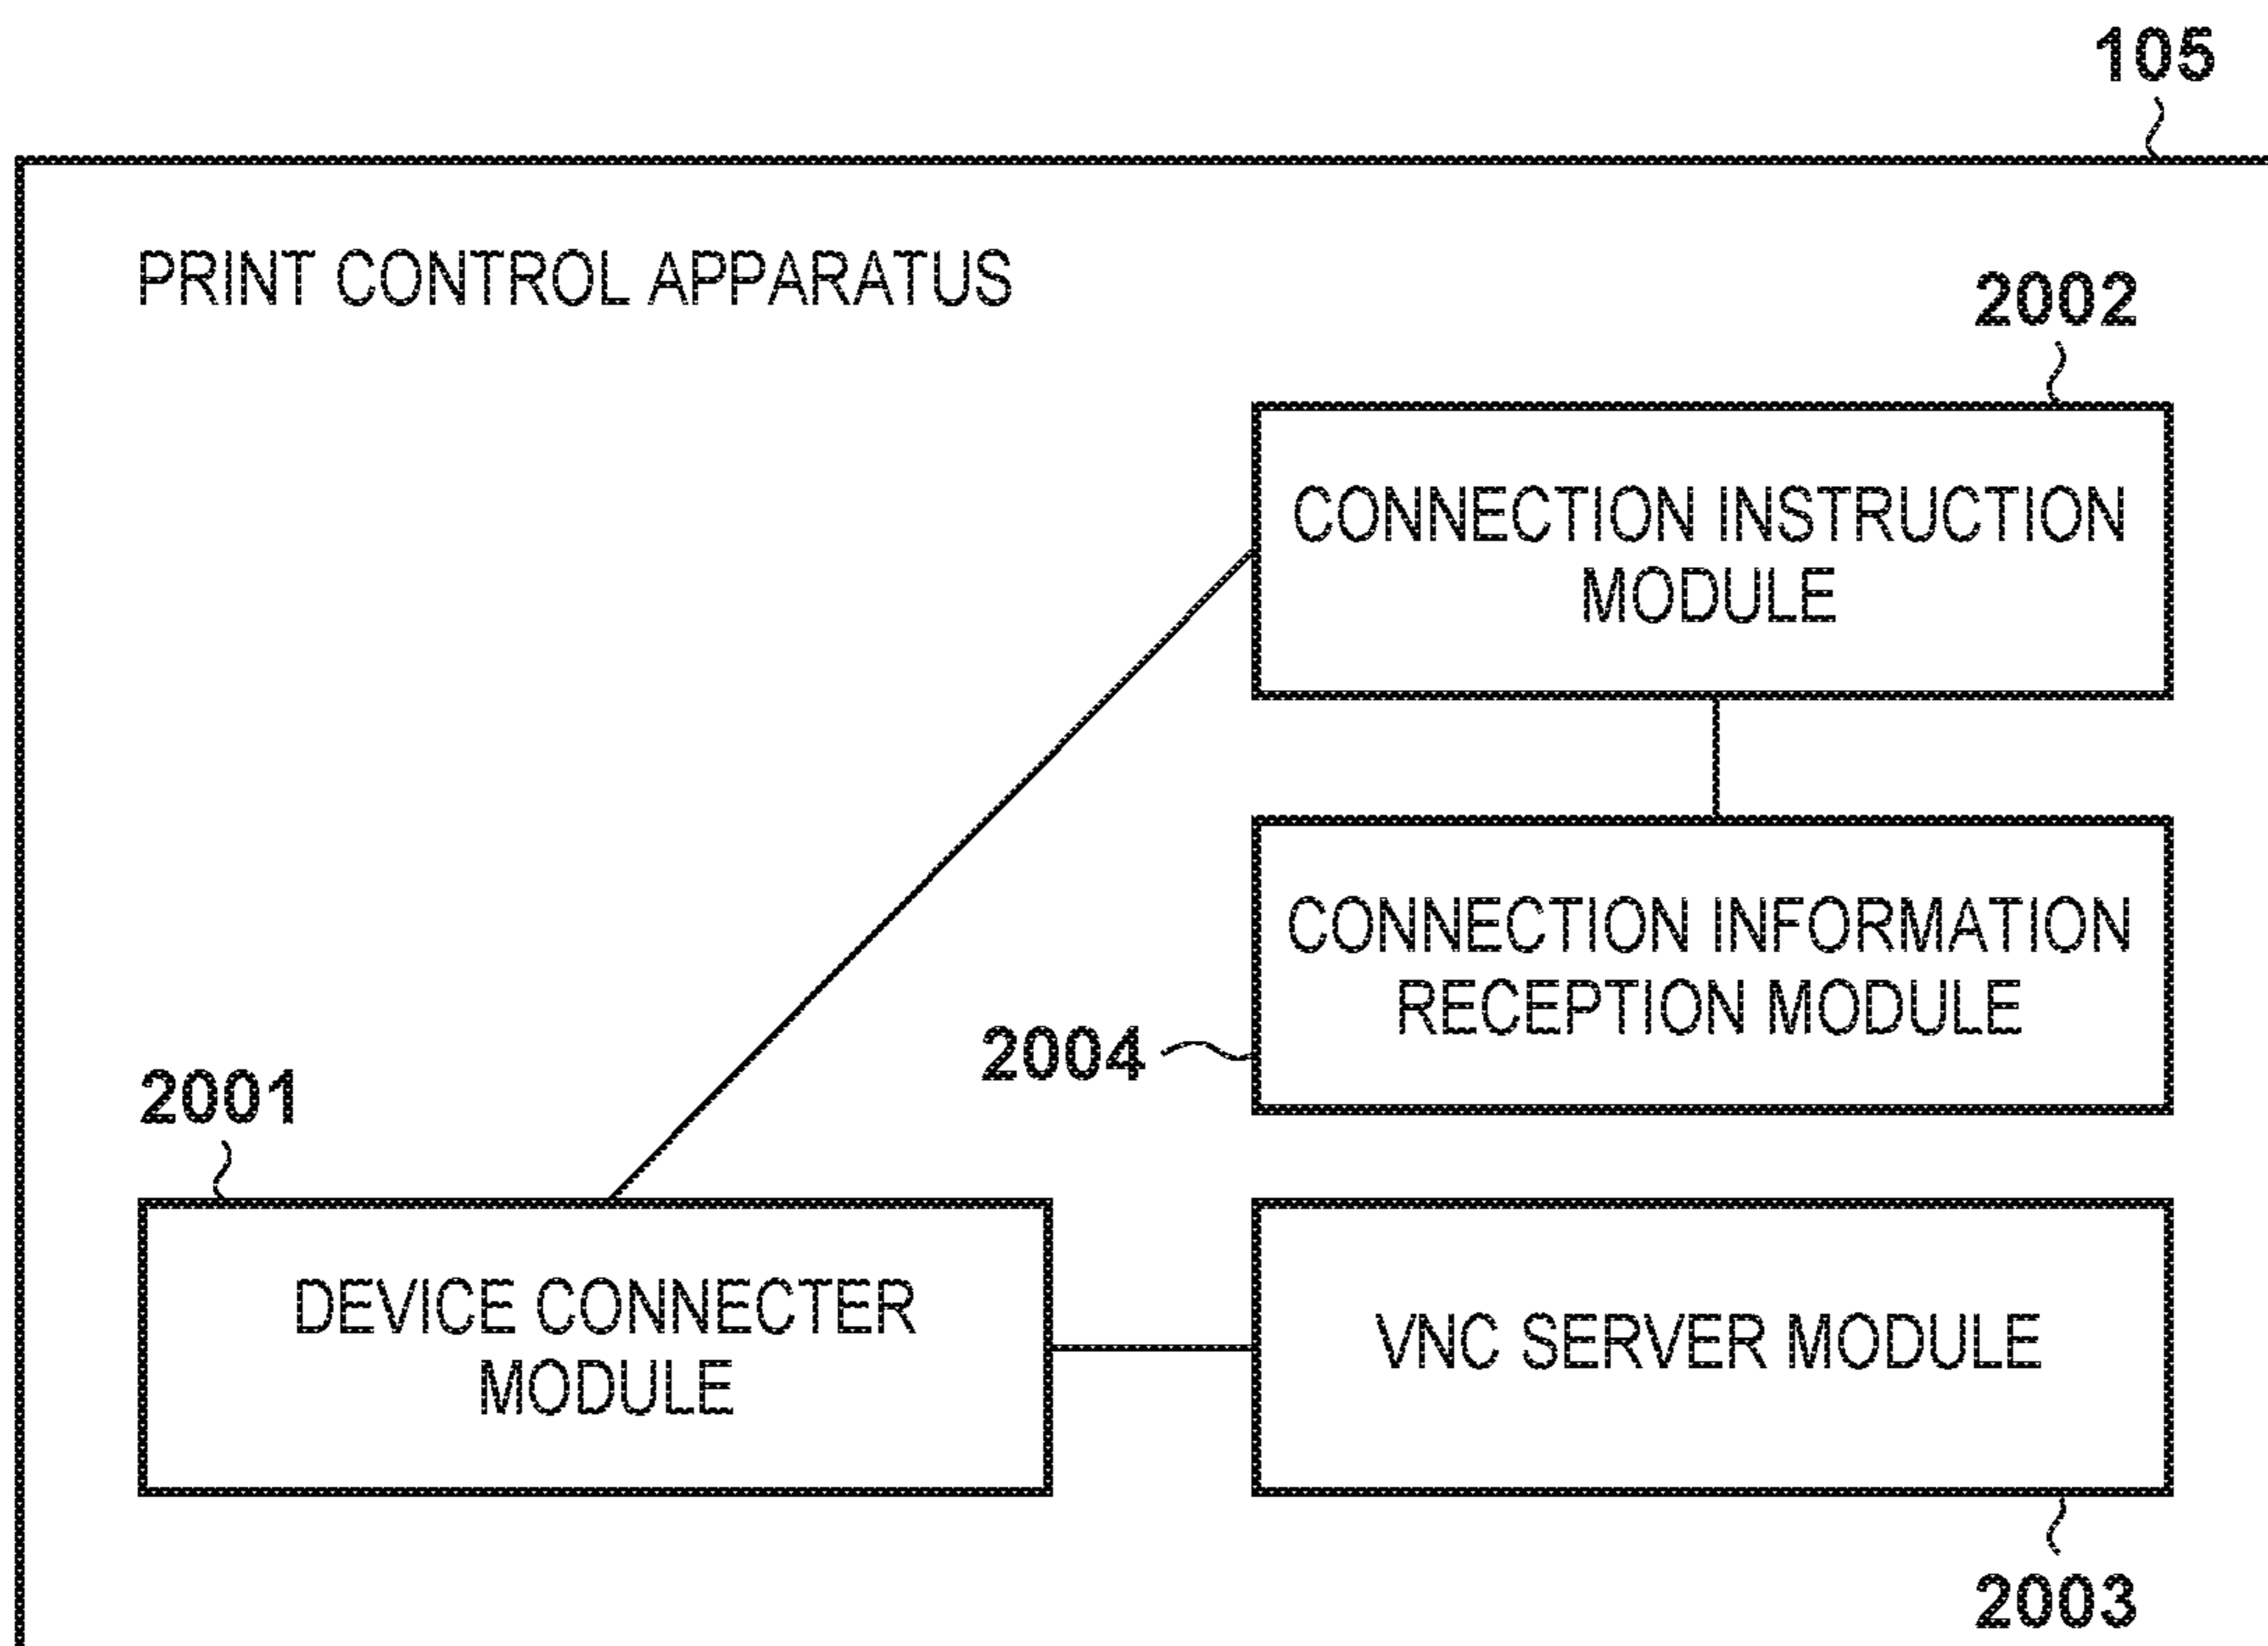 105
PRINT CONTROL APPARATUS
2002
CONNECTION INSTRUCTION
MODULE
CONNECTION INFORMATION
RECEPTION MODULE
2004
2001
DEVICE CONNECTER
MODULE
VNC SERVER MODULE
2003